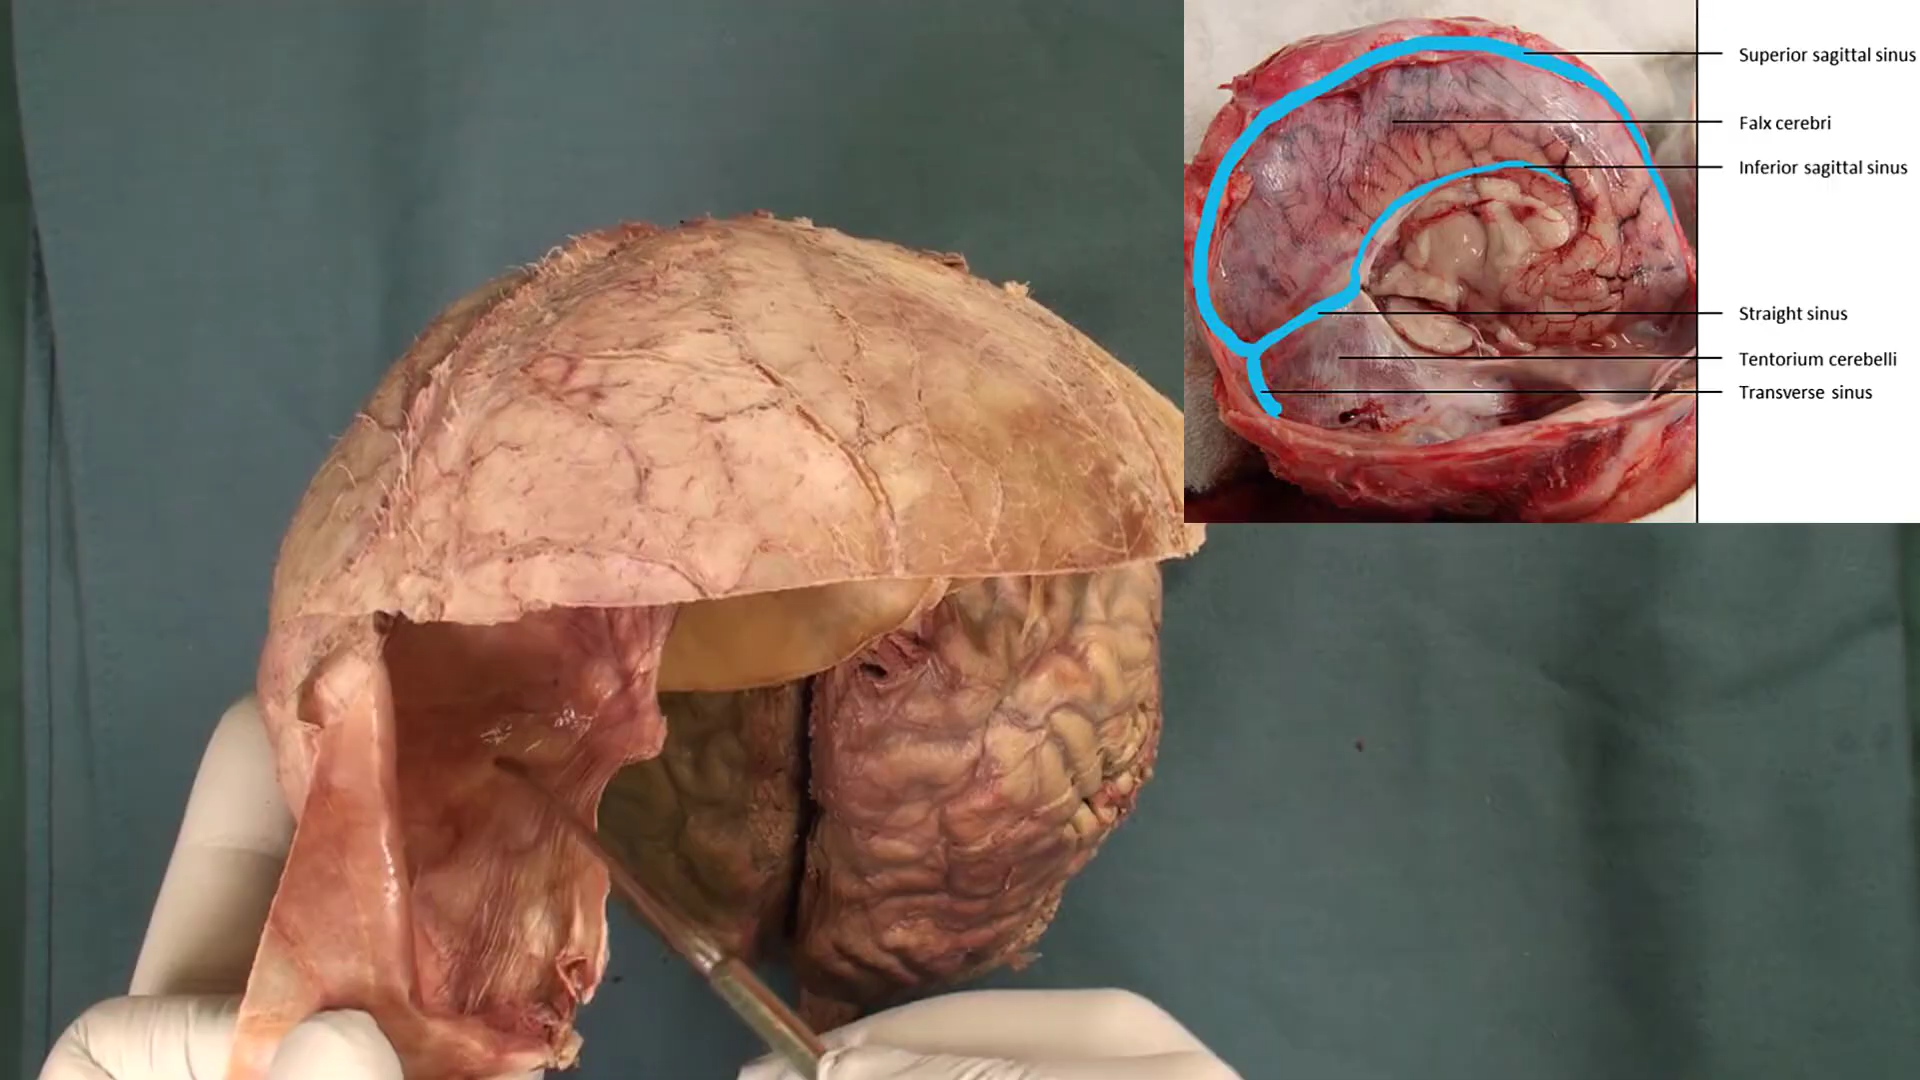 Superior sagittal sinus
Falx cerebri
Inferior sagittal sinus
Straight sinus
Tentorium cerebelli
Transverse sinus